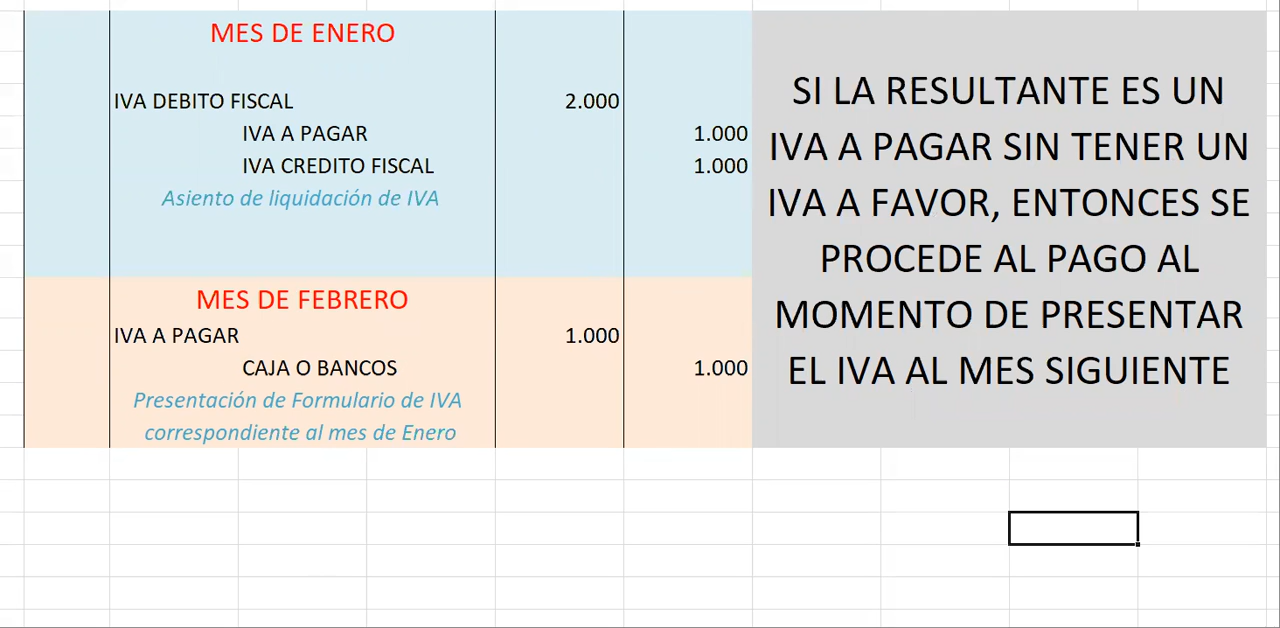 MES DE ENERO
IVA DEBITO FISCAL 2.000
IVA A PAGAR 1.000
IVA CREDITO FISCAL 1.000
Asiento de liquidación de IVA
MES DE FEBRERO
IVA A PAGAR 1.000
CAJA O BANCOS 1.000
Presentación de Formulario de IVA
correspondiente al mes de Enero
SI LA RESULTANTE ES UN
IVA A PAGAR SIN TENER UN
IVA A FAVOR, ENTONCES SE
PROCEDE AL PAGO AL
MOMENTO DE PRESENTAR
EL IVA AL MES SIGUIENTE